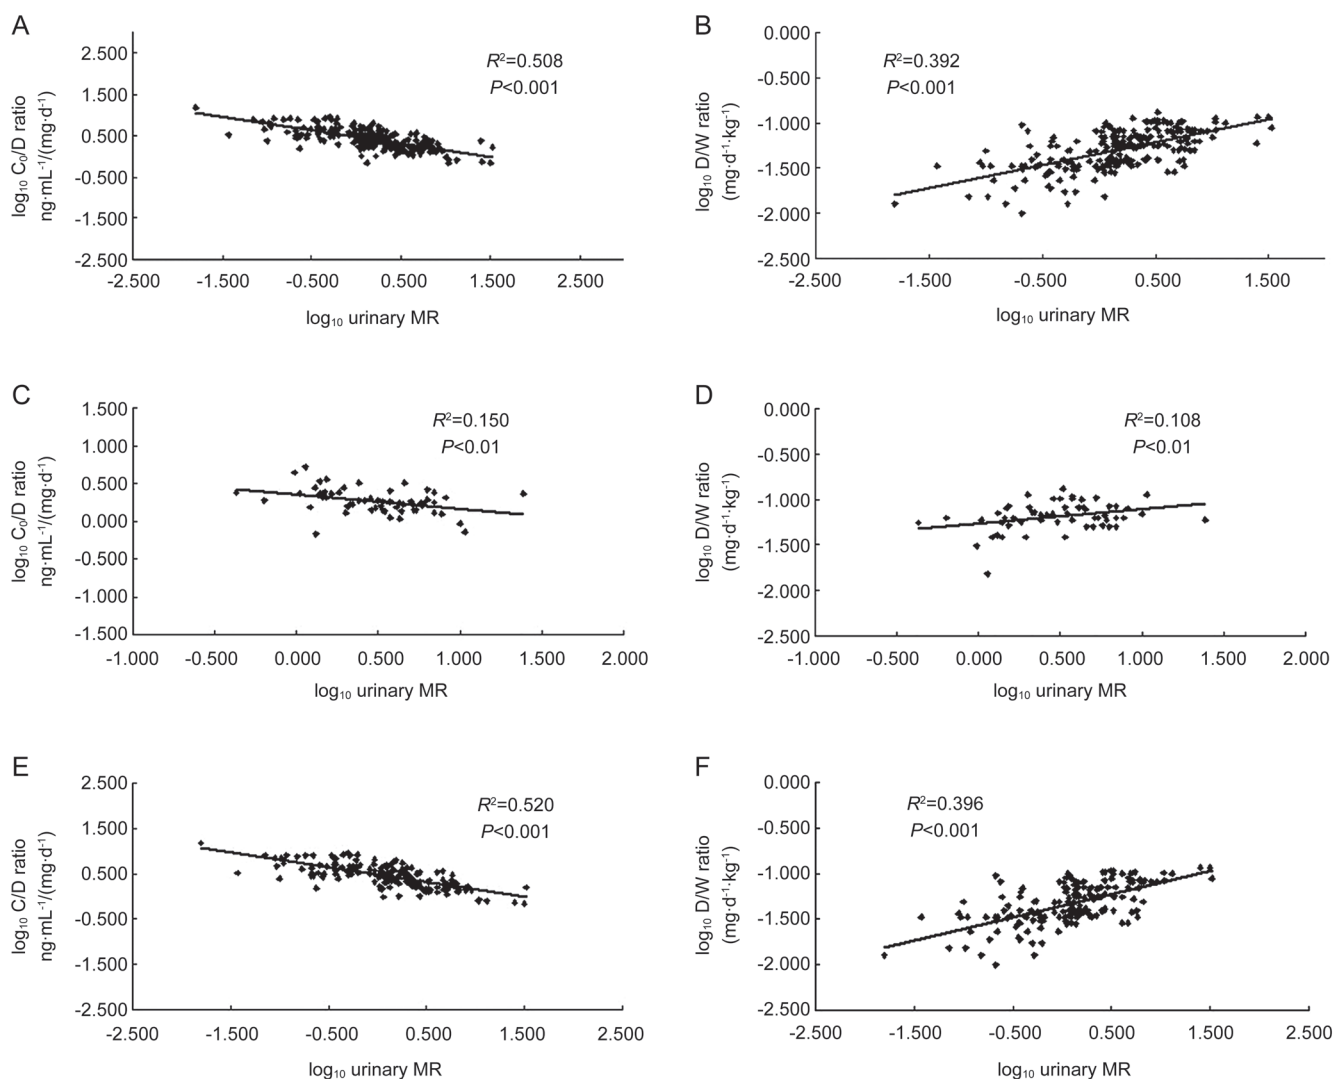 A
log₁₀ C₀/D ratio
ng·mL⁻¹/(mg·d⁻¹)
2.500
1.500
0.500
-0.500
-1.500
-2.500
R²=0.508
P<0.001
-2.500 -1.500 -0.500 0.500 1.500 2.500
log₁₀ urinary MR
B
log₁₀ D/W ratio
(mg·d⁻¹·kg⁻¹)
0.000
-0.500
-1.000
-1.500
-2.000
-2.500
R²=0.392
P<0.001
-2.500 -1.500 -0.500 0.500 1.500
log₁₀ urinary MR
C
log₁₀ C₀/D ratio
ng·mL⁻¹/(mg·d⁻¹)
1.500
1.000
0.500
0.000
-0.500
-1.000
-1.500
R²=0.150
P<0.01
-1.000 -0.500 0.000 0.500 1.000 1.500 2.000
log₁₀ urinary MR
D
log₁₀ D/W ratio
(mg·d⁻¹·kg⁻¹)
0.000
-0.500
-1.000
-1.500
-2.000
-2.500
R²=0.108
P<0.01
-1.000 -0.500 0.000 0.500 1.000 1.500 2.000
log₁₀ urinary MR
E
log₁₀ C/D ratio
ng·mL⁻¹/(mg·d⁻¹)
2.500
1.500
0.500
-0.500
-1.500
-2.500
R²=0.520
P<0.001
-2.500 -1.500 -0.500 0.500 1.500 2.500
log₁₀ urinary MR
F
log₁₀ D/W ratio
(mg·d⁻¹·kg⁻¹)
0.000
-0.500
-1.000
-1.500
-2.000
-2.500
R²=0.396
P<0.001
-2.500 -1.500 -0.500 0.500 1.500 2.500
log₁₀ urinary MR